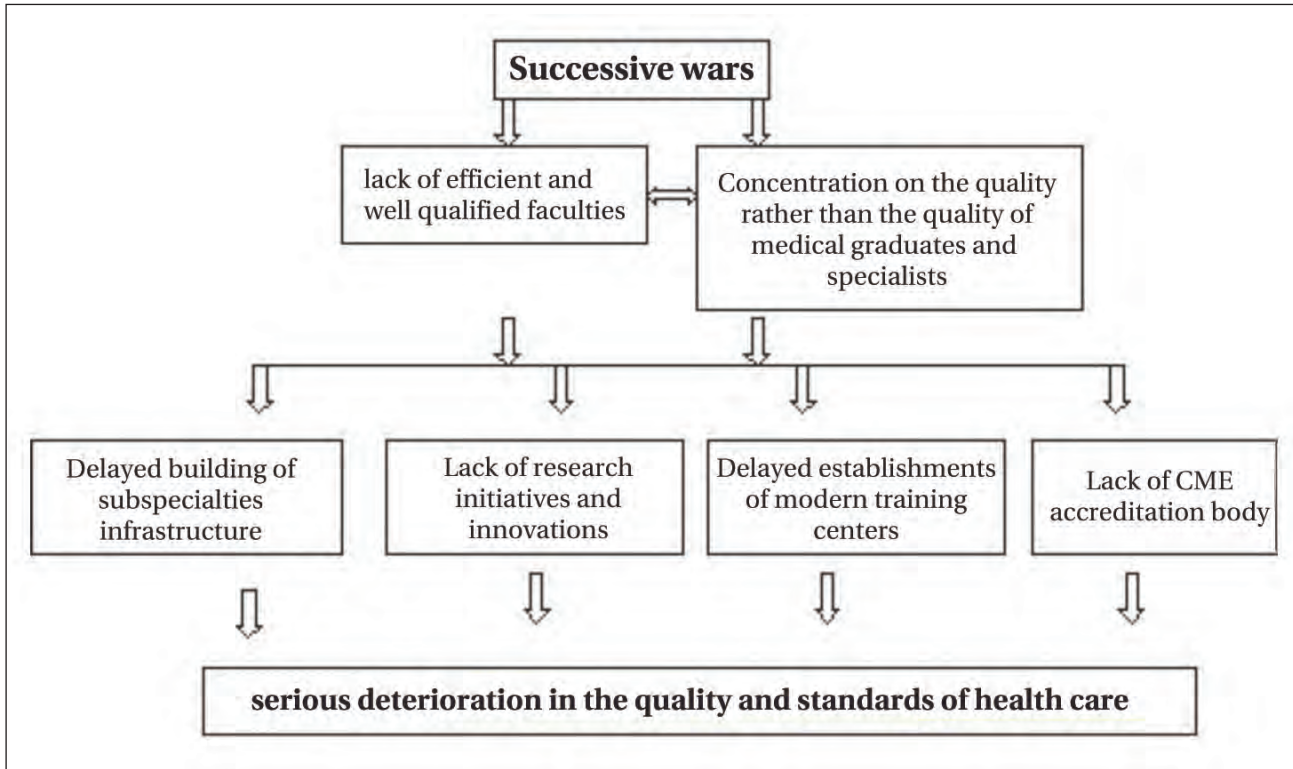 Successive wars
lack of efficient and
well qualified faculties
Concentration on the quality
rather than the quality of
medical graduates and
specialists
Delayed building of
subspecialties
infrastructure
Lack of research
initiatives and
innovations
Delayed establishments
of modern training
centers
Lack of CME
accreditation body
serious deterioration in the quality and standards of health care